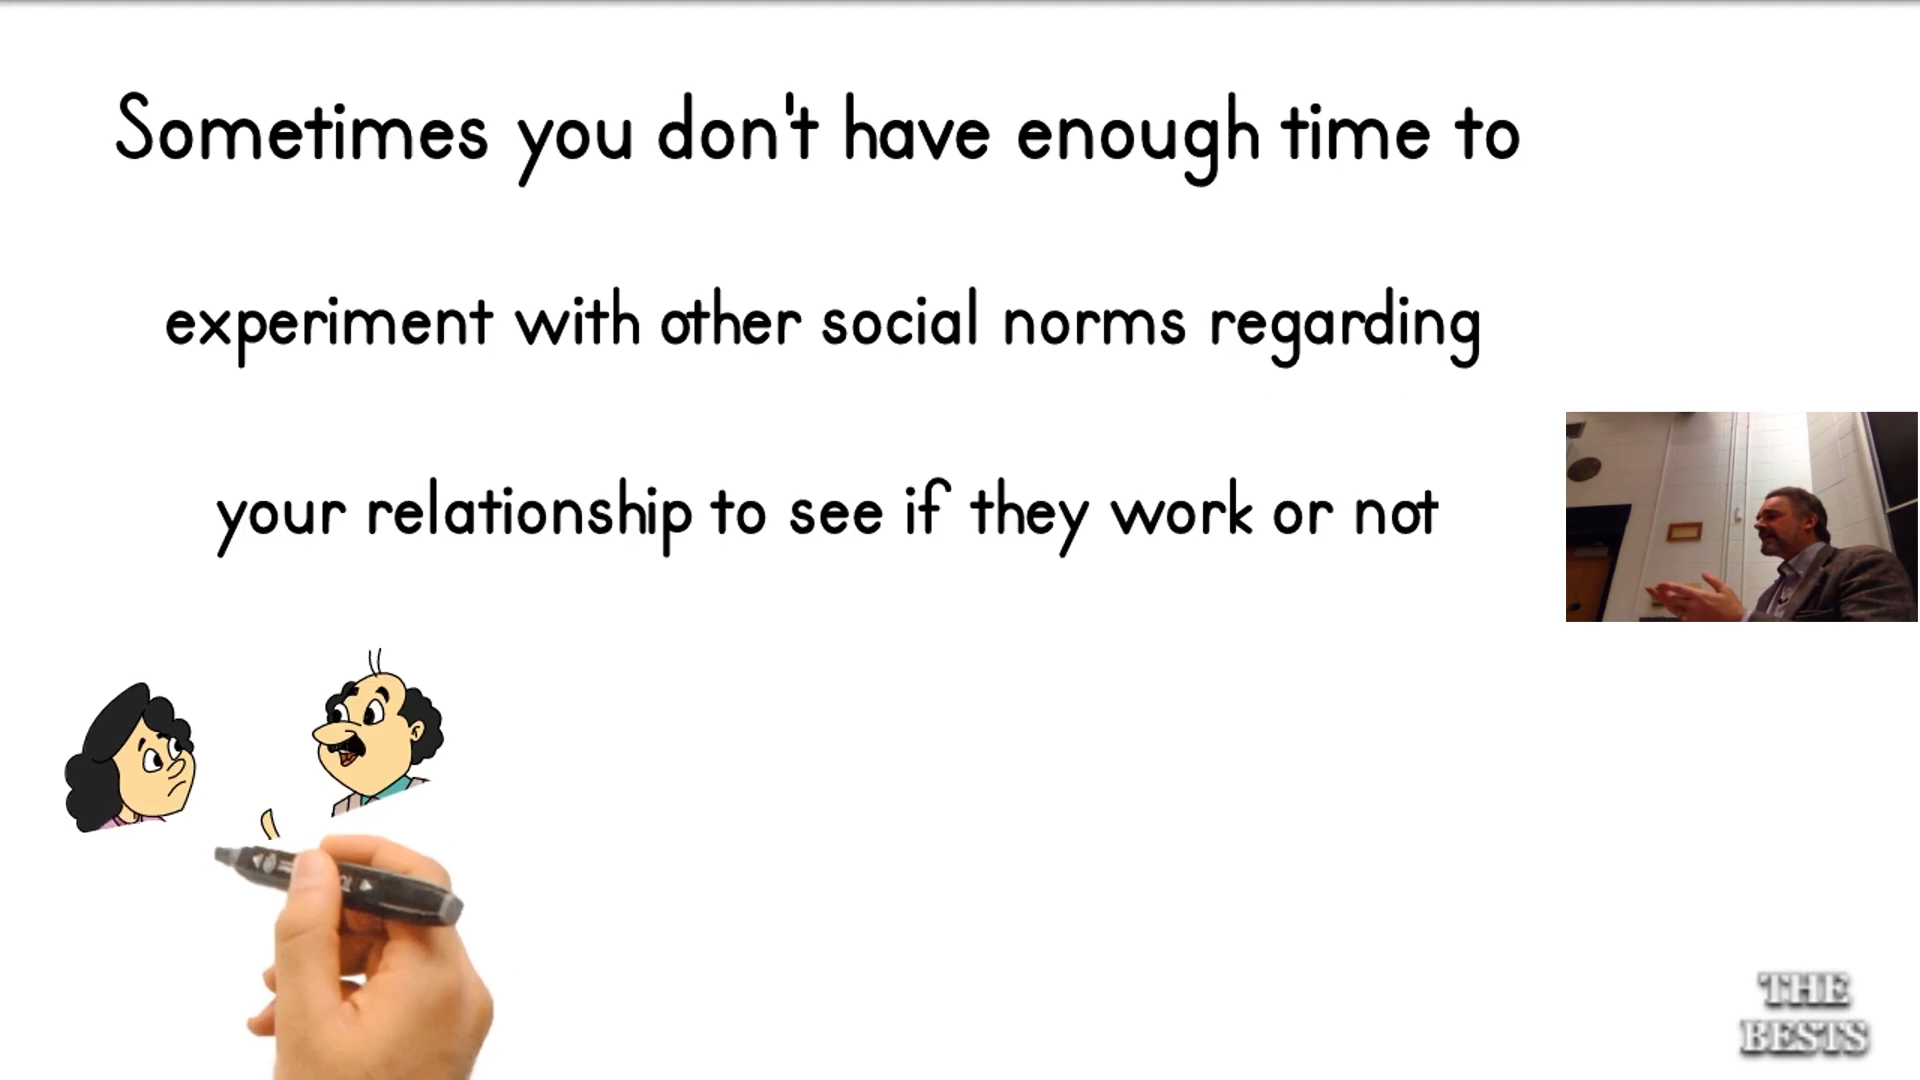 Sometimes you don't have enough time to
experiment with other social norms regarding
your relationship to see if they work or not
THE
BESTS